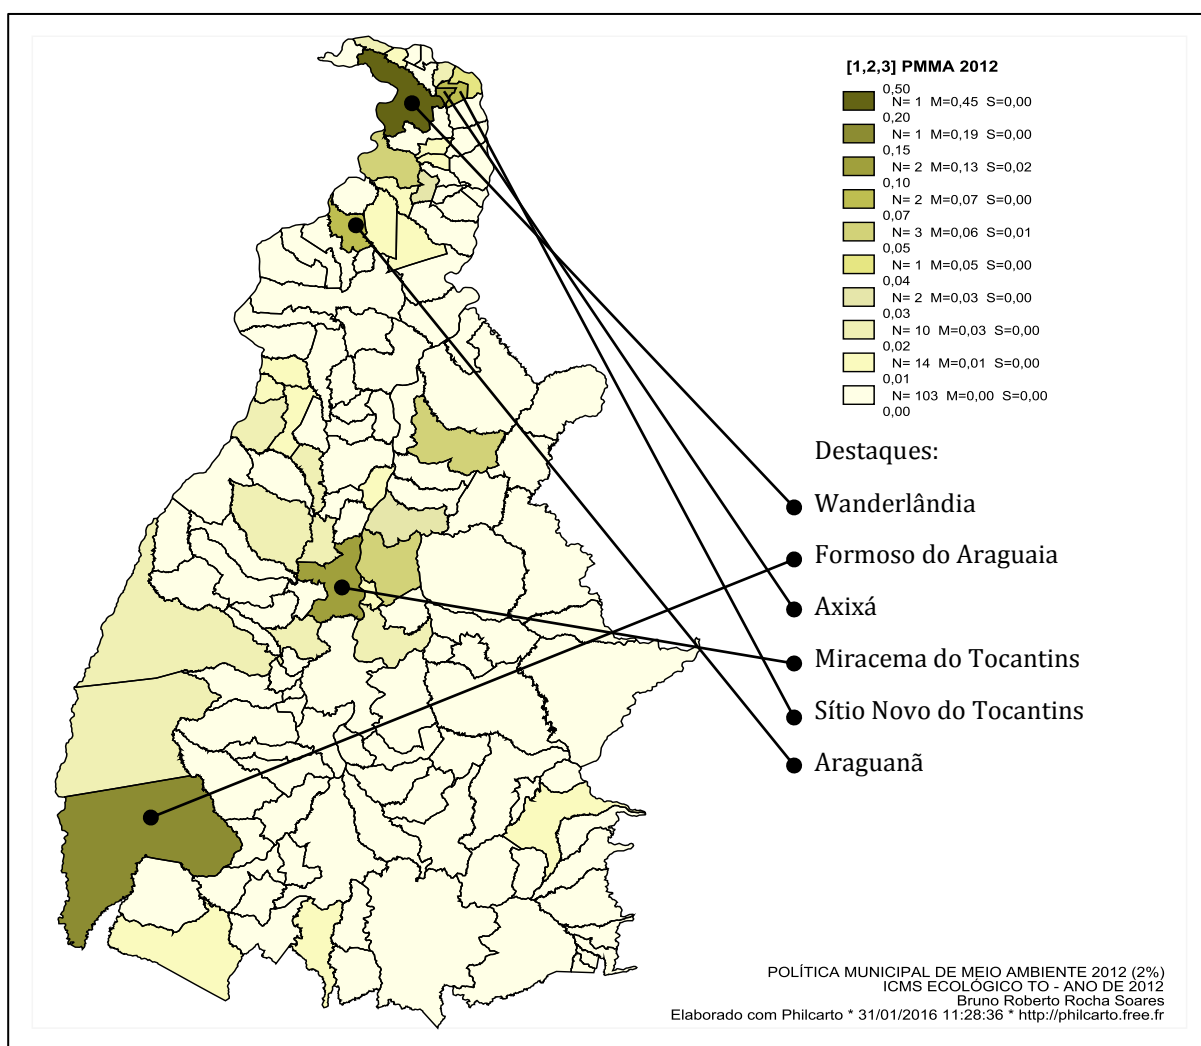 [1,2,3] PMMA 2012
0,50
N= 1 M=0,45 S=0,00
0,20
N= 1 M=0,19 S=0,00
0,15
N= 2 M=0,13 S=0,02
0,10
N= 2 M=0,07 S=0,00
0,07
N= 3 M=0,06 S=0,01
0,05
N= 1 M=0,05 S=0,00
0,04
N= 2 M=0,03 S=0,00
0,03
N= 10 M=0,03 S=0,00
0,02
N= 14 M=0,01 S=0,00
0,01
N= 103 M=0,00 S=0,00
0,00
Destaques:
Wanderlândia
Formoso do Araguaia
Axixá
Miracema do Tocantins
Sítio Novo do Tocantins
Araguanã
POLÍTICA MUNICIPAL DE MEIO AMBIENTE 2012 (2%)
ICMS ECOLÓGICO TO - ANO DE 2012
Bruno Roberto Rocha Soares
Elaborado com Philcarto * 31/01/2016 11:28:36 * http://philcarto.free.fr